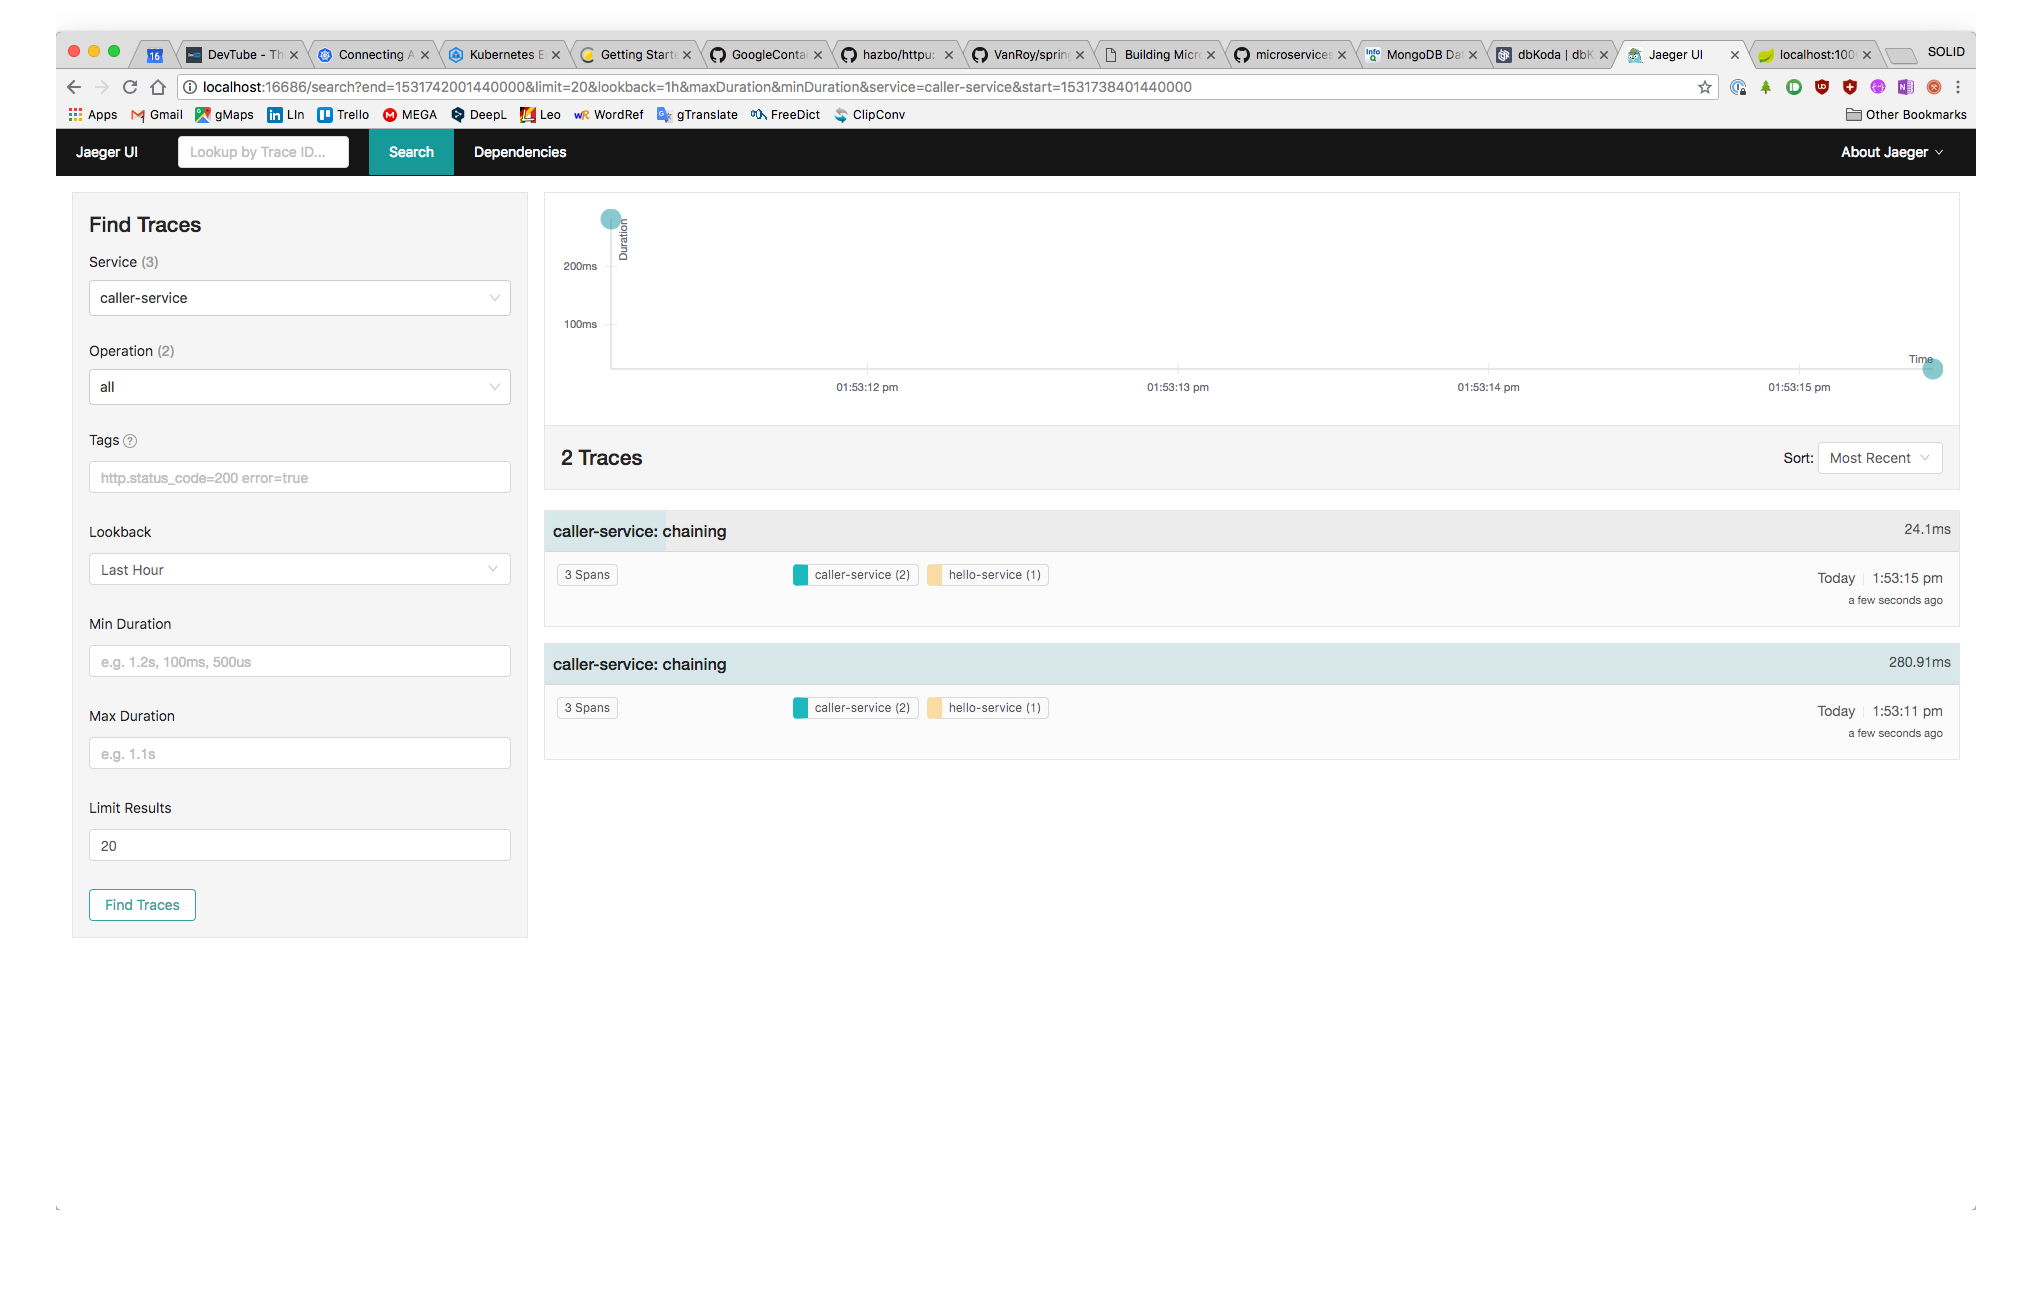 16 DevTube - Th Connecting A Kubernetes E Getting Starte GoogleContai hazbo/httpu: VanRoy/spring Building Micro microservices MongoDB Dat dbKoda | dbK Jaeger UI localhost:100 SOLID
localhost:16686/search?end=1531742001440000&limit=20&lookback=1h&maxDuration&minDuration&service=caller-service&start=1531738401440000
Apps Gmail gMaps LIn Trello MEGA DeepL Leo WordRef gTranslate FreeDict ClipConv Other Bookmarks
Jaeger UI Lookup by Trace ID... Search Dependencies About Jaeger
Find Traces
Service (3)
caller-service
Operation (2)
all
Tags ?
http.status_code=200 error=true
Lookback
Last Hour
Min Duration
e.g. 1.2s, 100ms, 500us
Max Duration
e.g. 1.1s
Limit Results
20
Find Traces
Duration
200ms
100ms
Time
01:53:12 pm 01:53:13 pm 01:53:14 pm 01:53:15 pm
2 Traces Sort: Most Recent
caller-service: chaining 24.1ms
3 Spans caller-service (2) hello-service (1) Today 1:53:15 pm
a few seconds ago
caller-service: chaining 280.91ms
3 Spans caller-service (2) hello-service (1) Today 1:53:11 pm
a few seconds ago